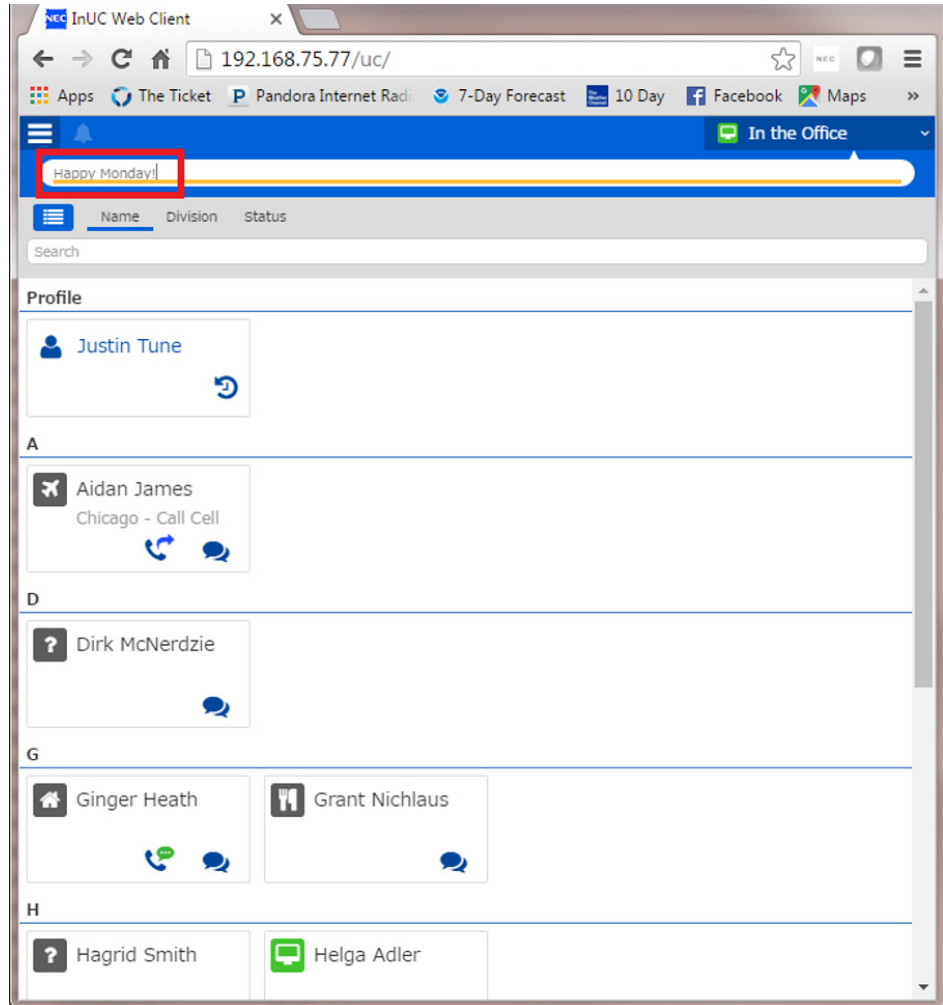 NEC InUC Web Client
192.168.75.77/uc/
NEC
Apps The Ticket P Pandora Internet Radi 7-Day Forecast 10 Day Facebook Maps »
In the Office
Happy Monday!
Name Division Status
Search
Profile
Justin Tune
A
Aidan James
Chicago - Call Cell
D
? Dirk McNerdzie
G
Ginger Heath Grant Nichlaus
H
? Hagrid Smith Helga Adler